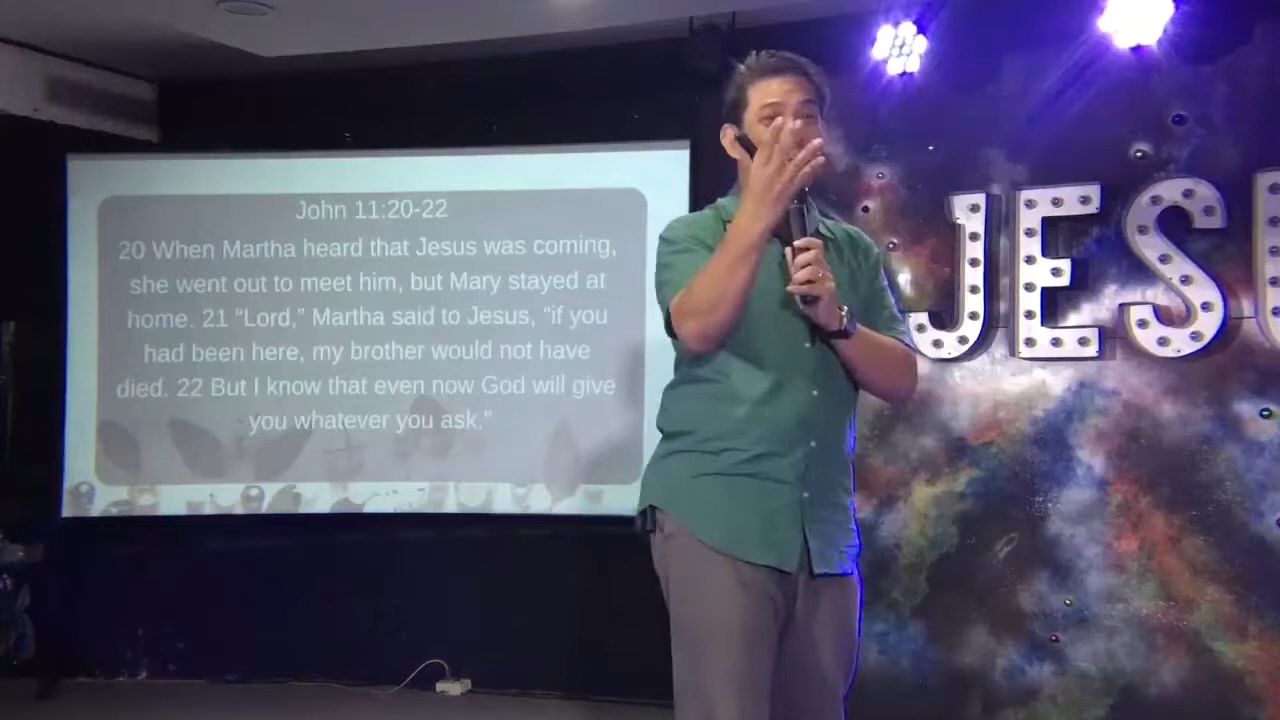 John 11:20-22
20 When Martha heard that Jesus was coming,
she went out to meet him, but Mary stayed at
home. 21 “Lord,” Martha said to Jesus, “if you
had been here, my brother would not have
died. 22 But I know that even now God will give
you whatever you ask."
JESU